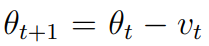 θ_{t+1} = θ_t − v_t